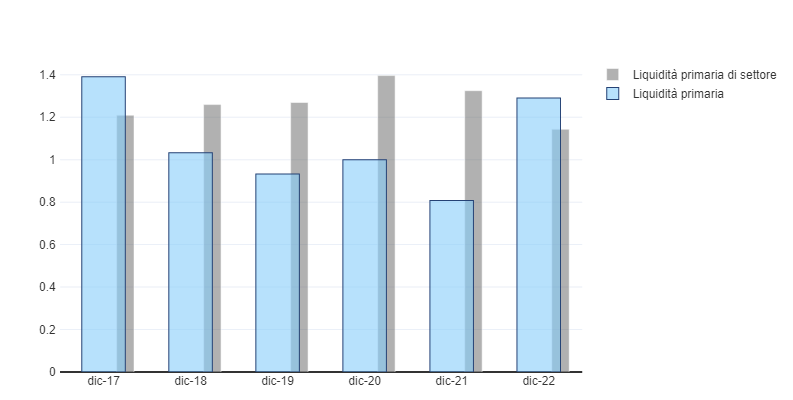 1.4
1.2
1
0.8
0.6
0.4
0.2
0
dic-17 dic-18 dic-19 dic-20 dic-21 dic-22
Liquidità primaria di settore
Liquidità primaria